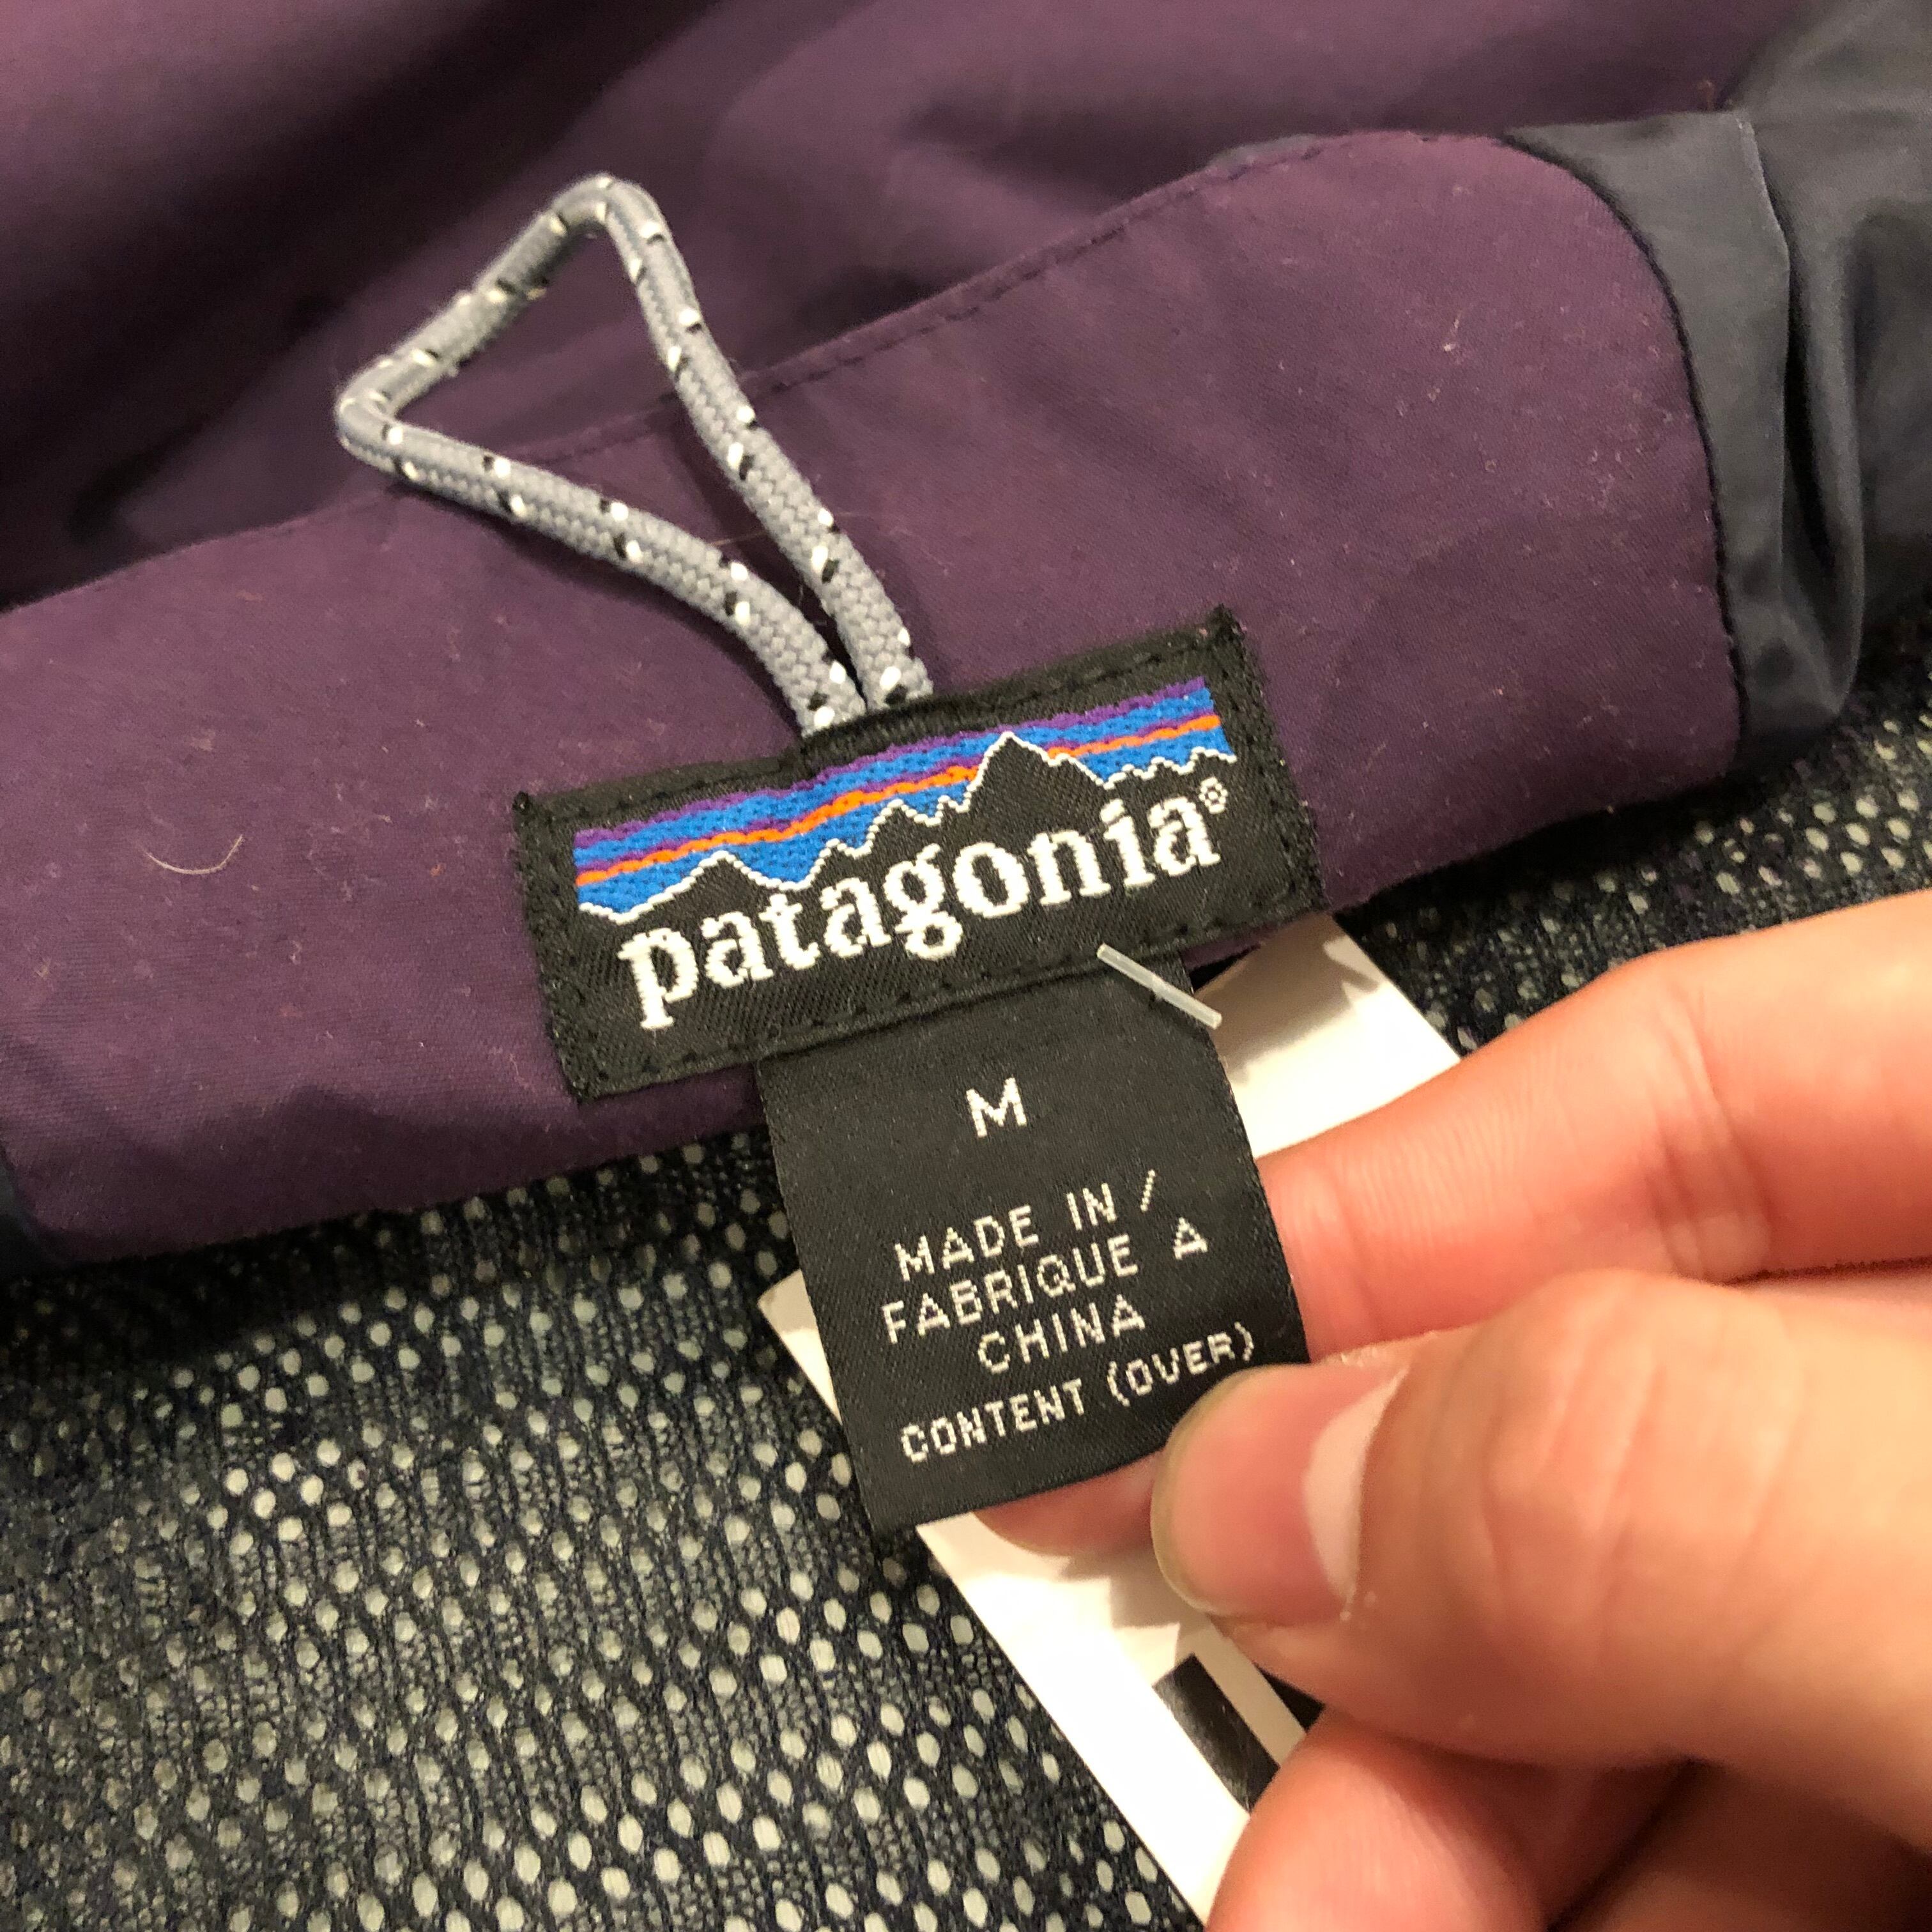 patagonia®
M
MADE IN /
FABRIQUE A
CHINA
CONTENT (OVER)